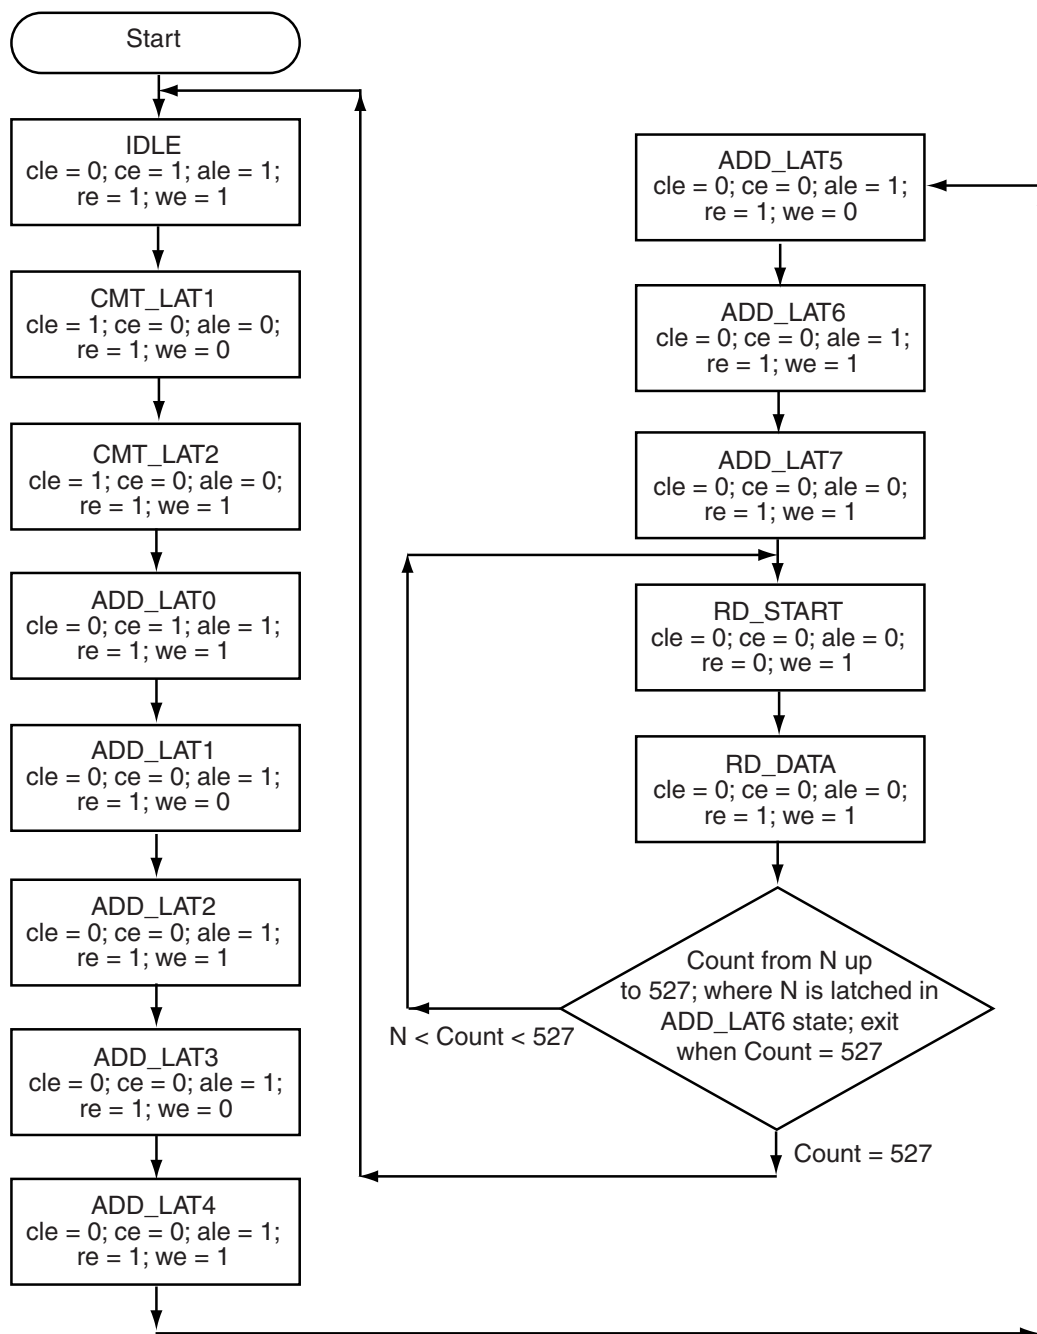 Start
IDLE
cle = 0; ce = 1; ale = 1;
re = 1; we = 1
CMT_LAT1
cle = 1; ce = 0; ale = 0;
re = 1; we = 0
CMT_LAT2
cle = 1; ce = 0; ale = 0;
re = 1; we = 1
ADD_LAT0
cle = 0; ce = 1; ale = 1;
re = 1; we = 1
ADD_LAT1
cle = 0; ce = 0; ale = 1;
re = 1; we = 0
ADD_LAT2
cle = 0; ce = 0; ale = 1;
re = 1; we = 1
ADD_LAT3
cle = 0; ce = 0; ale = 1;
re = 1; we = 0
ADD_LAT4
cle = 0; ce = 0; ale = 1;
re = 1; we = 1
ADD_LAT5
cle = 0; ce = 0; ale = 1;
re = 1; we = 0
ADD_LAT6
cle = 0; ce = 0; ale = 1;
re = 1; we = 1
ADD_LAT7
cle = 0; ce = 0; ale = 0;
re = 1; we = 1
RD_START
cle = 0; ce = 0; ale = 0;
re = 0; we = 1
RD_DATA
cle = 0; ce = 0; ale = 0;
re = 1; we = 1
Count from N up
to 527; where N is latched in
ADD_LAT6 state; exit
when Count = 527
N < Count < 527
Count = 527